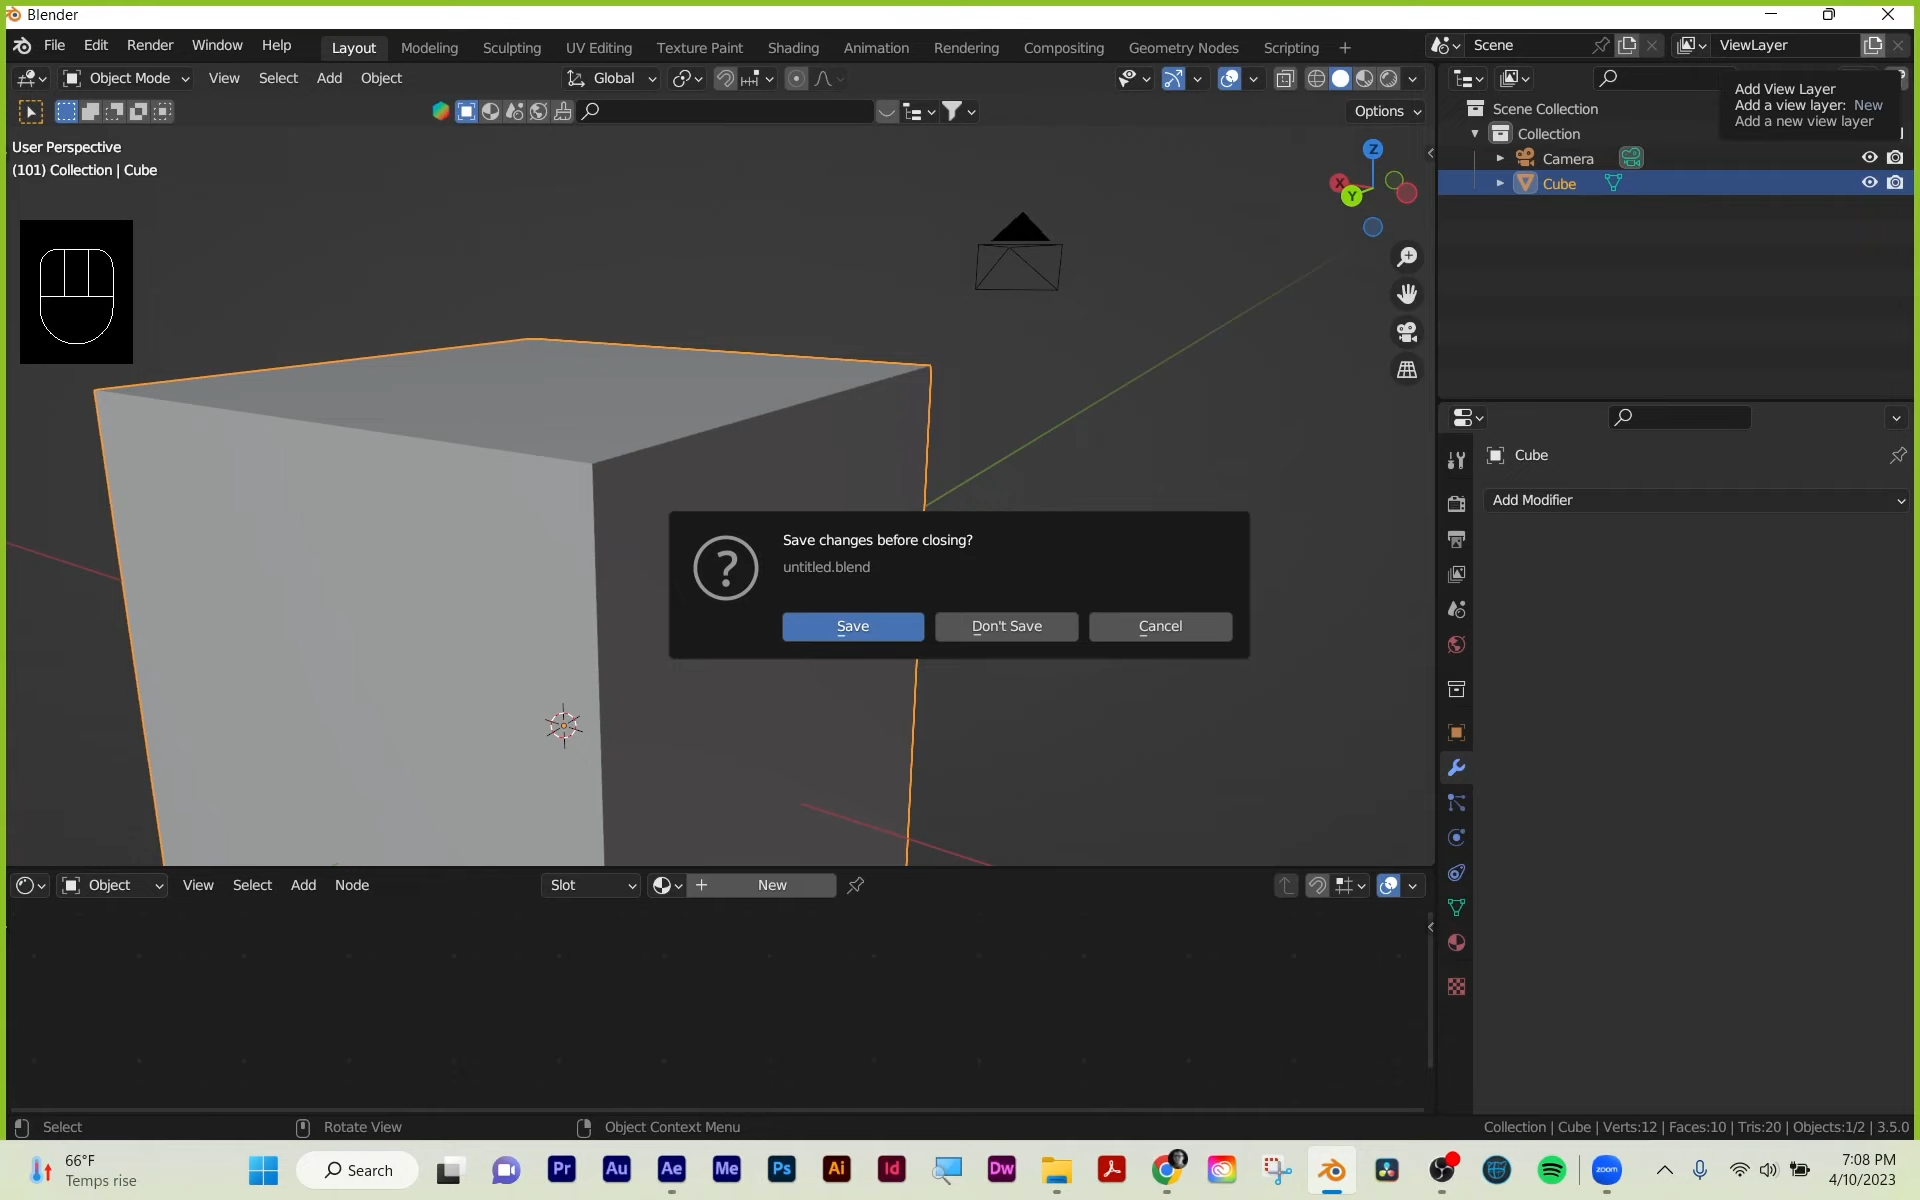 Blender
File Edit Render Window Help Layout Modeling Sculpting UV Editing Texture Paint Shading Animation Rendering Compositing Geometry Nodes Scripting + Scene ViewLayer
Object Mode View Select Add Object Global
Options
Add View Layer
Add a view layer: New
Add a new view layer
Scene Collection
Collection
Camera
Cube
User Perspective
(101) Collection | Cube
Z
X
Y
Cube
Add Modifier
Save changes before closing?
untitled.blend
Save Don't Save Cancel
Object View Select Add Node Slot New
Select Rotate View Object Context Menu Collection | Cube | Verts:12 | Faces:10 | Tris:20 | Objects:1/2 | 3.5.0
66°F
Temps rise
Search
Pr Au Ae Me Ps Ai Id Dw zoom
7:08 PM
4/10/2023